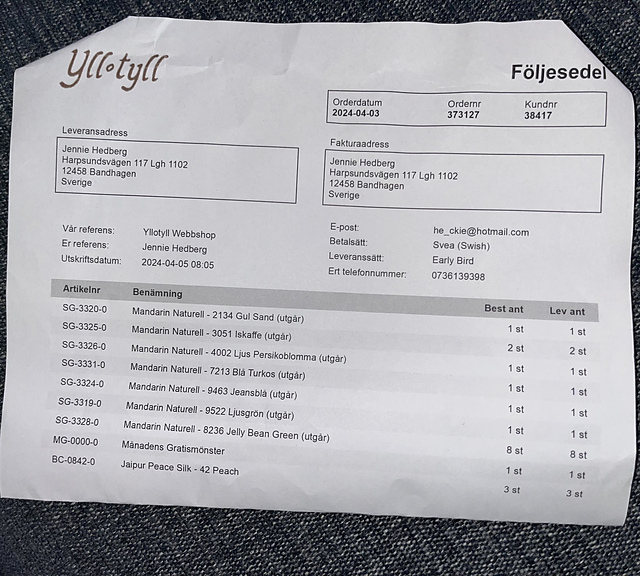 Yllotyll
Följesedel
Orderdatum Ordernr Kundnr
2024-04-03 373127 38417
Leveransadress
Jennie Hedberg
Harpsundsvägen 117 Lgh 1102
12458 Bandhagen
Sverige
Fakturaadress
Jennie Hedberg
Harpsundsvägen 117 Lgh 1102
12458 Bandhagen
Sverige
Vår referens: Yllotyll Webbshop
Er referens: Jennie Hedberg
Utskriftsdatum: 2024-04-05 08:05
E-post: he_ckie@hotmail.com
Betalsätt: Svea (Swish)
Leveranssätt: Early Bird
Ert telefonnummer: 0736139398
Artikelnr Benämning Best ant Lev ant
SG-3320-0 Mandarin Naturell - 2134 Gul Sand (utgår) 1 st 1 st
SG-3325-0 Mandarin Naturell - 3051 Iskaffe (utgår) 2 st 2 st
SG-3326-0 Mandarin Naturell - 4002 Ljus Persikoblomma (utgår) 1 st 1 st
SG-3331-0 Mandarin Naturell - 7213 Blå Turkos (utgår) 1 st 1 st
SG-3324-0 Mandarin Naturell - 9463 Jeansblå (utgår) 1 st 1 st
SG-3319-0 Mandarin Naturell - 9522 Ljusgrön (utgår) 1 st 1 st
SG-3328-0 Mandarin Naturell - 8236 Jelly Bean Green (utgår) 8 st 8 st
MG-0000-0 Månadens Gratismönster 1 st 1 st
BC-0842-0 Jaipur Peace Silk - 42 Peach 3 st 3 st